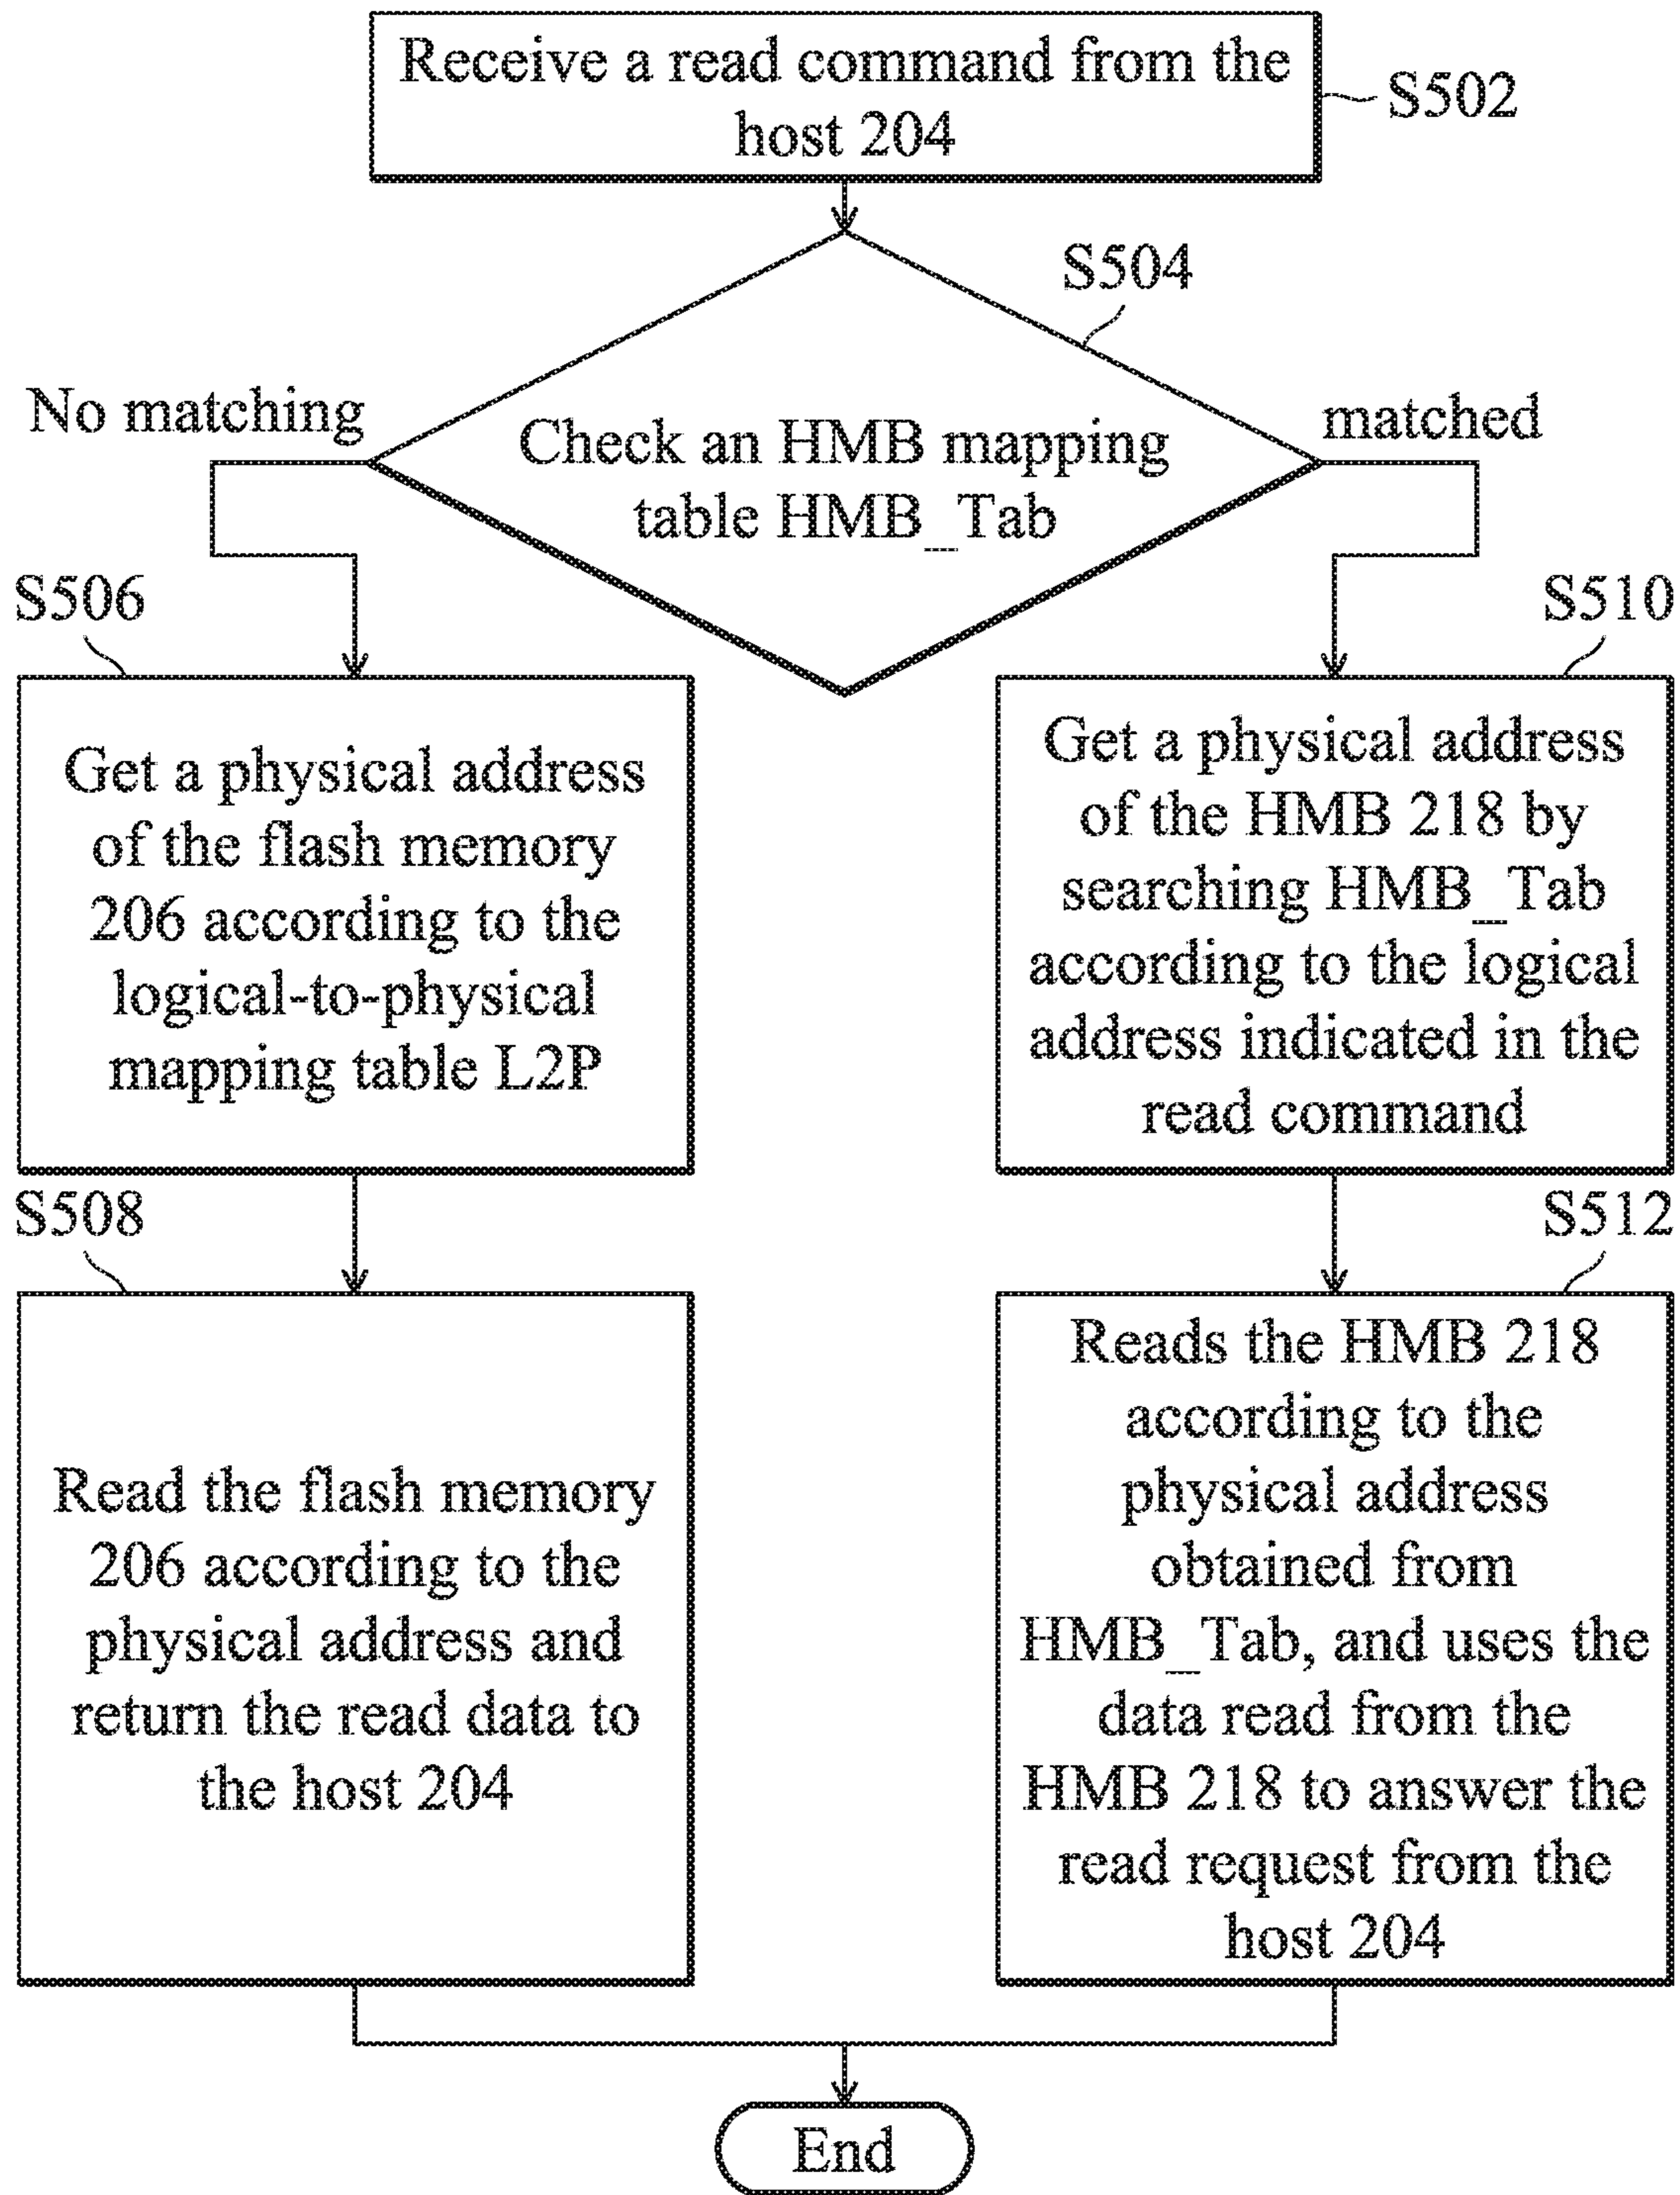 Receive a read command from the
host 204
S502
S504
No matching
matched
Check an HMB mapping
table HMB_Tab
S506
S510
Get a physical address
of the flash memory
206 according to the
logical-to-physical
mapping table L2P
Get a physical address
of the HMB 218 by
searching HMB_Tab
according to the logical
address indicated in the
read command
S508
S512
Read the flash memory
206 according to the
physical address and
return the read data to
the host 204
Reads the HMB 218
according to the
physical address
obtained from
HMB_Tab, and uses the
data read from the
HMB 218 to answer the
read request from the
host 204
End